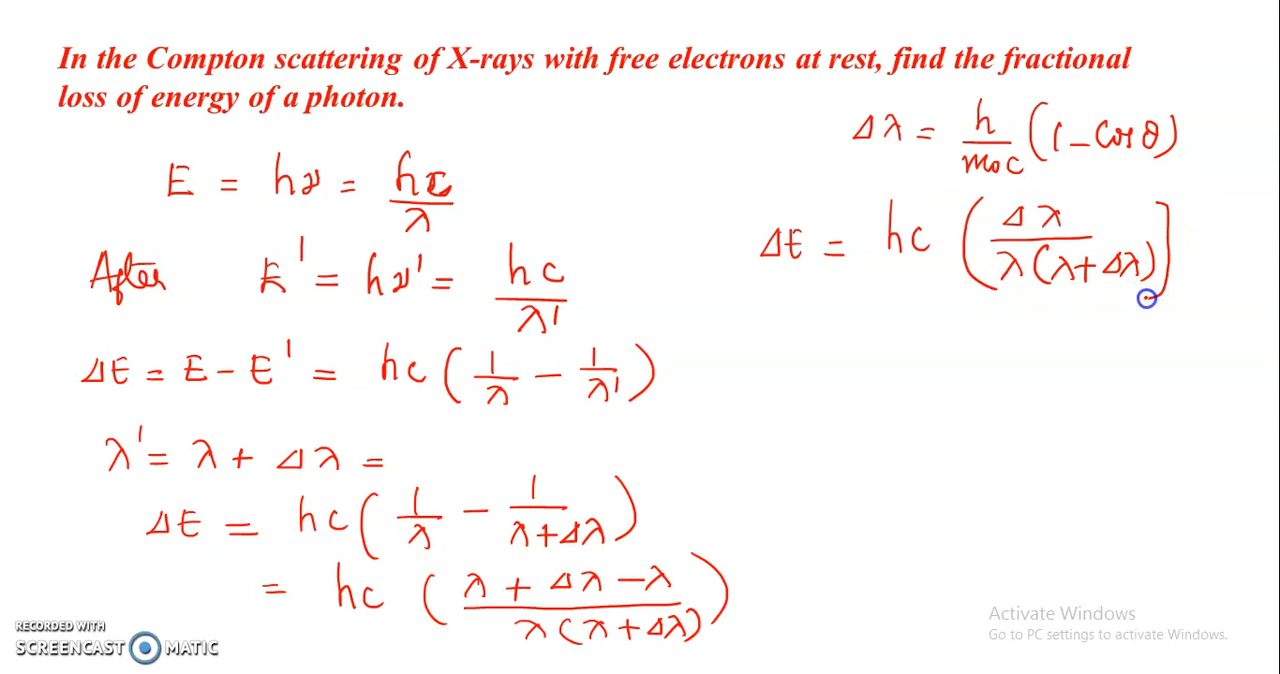 In the Compton scattering of X-rays with free electrons at rest, find the fractional
loss of energy of a photon.
E = hν = hc/λ
After E' = hν' = hc/λ'
ΔE = E - E' = hc(1/λ - 1/λ')
λ' = λ + Δλ =
ΔE = hc(1/λ - 1/(λ+Δλ))
= hc((λ + Δλ - λ)/(λ(λ+Δλ)))
Δλ = h/(m₀c) (1 - Cos θ)
ΔE = hc(Δλ/(λ(λ+Δλ))]
RECORDED WITH
SCREENCAST MATIC
Activate Windows
Go to PC settings to activate Windows.